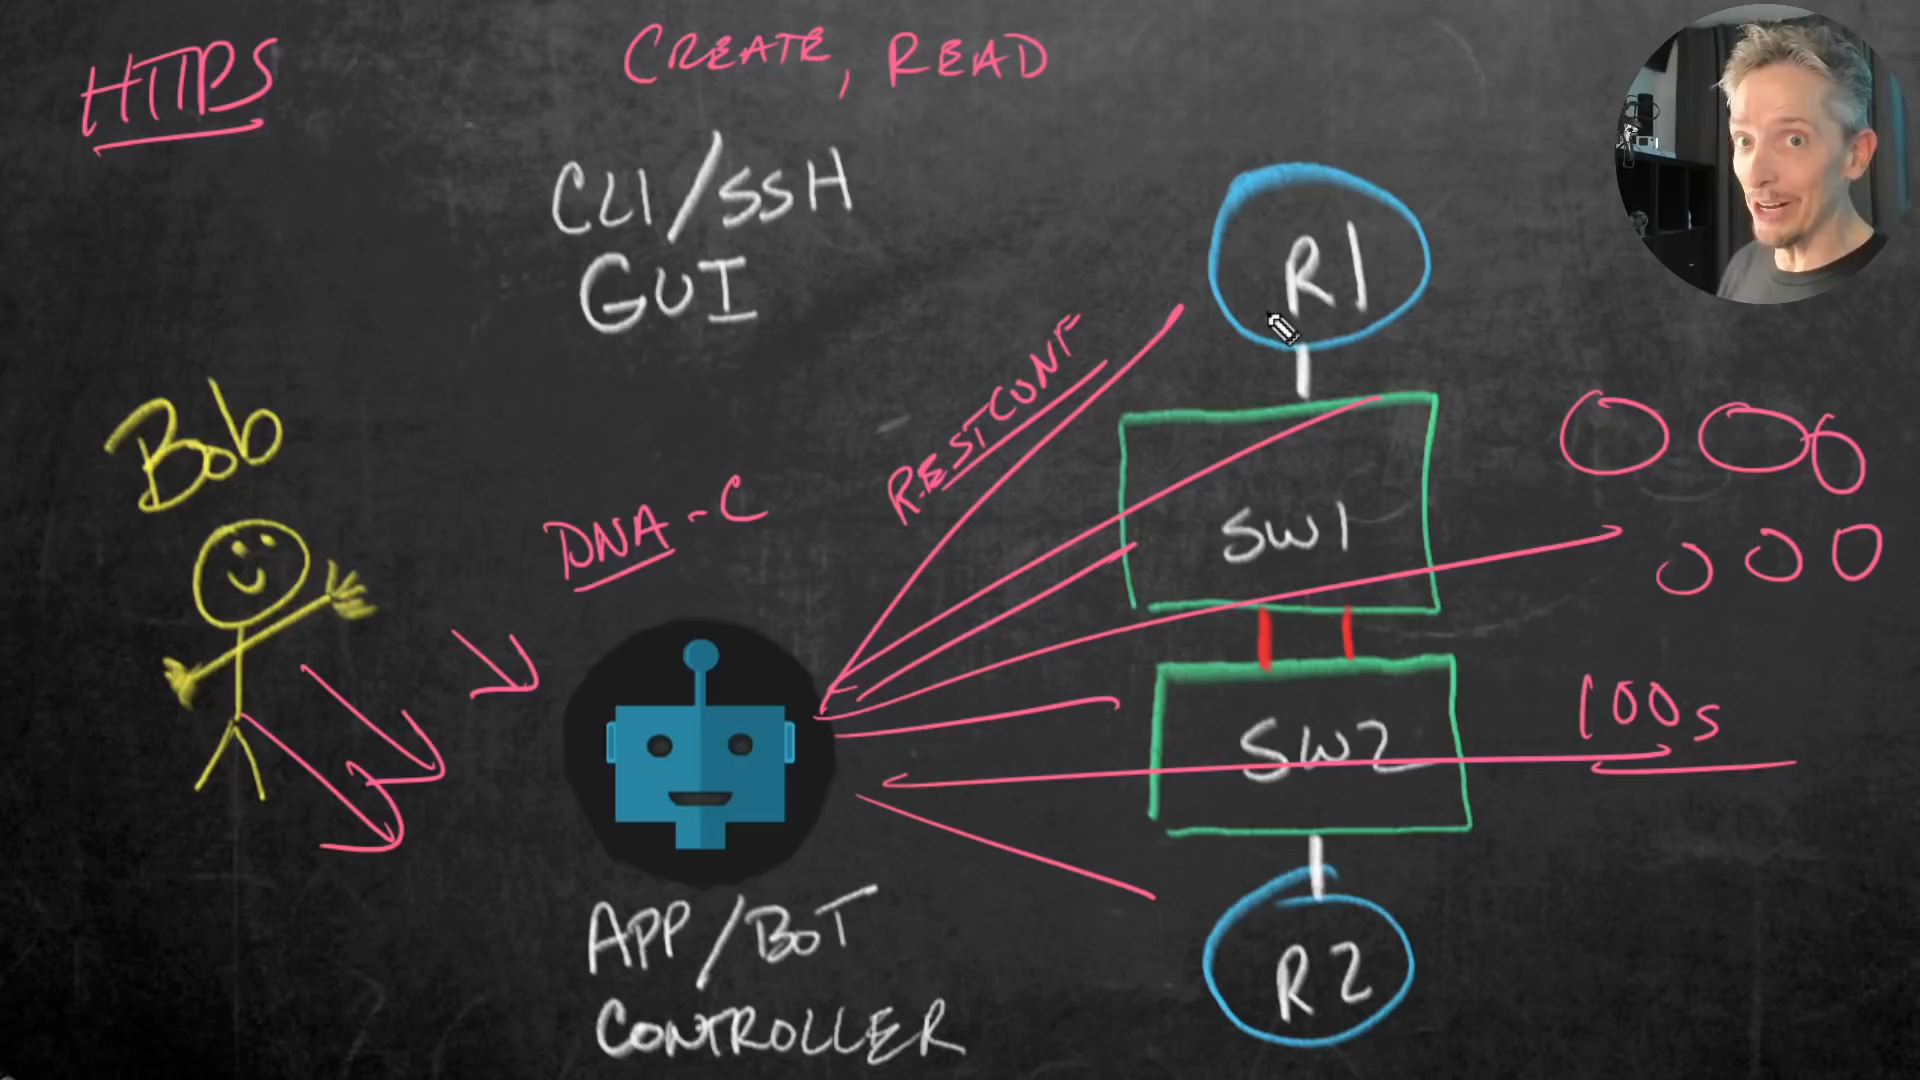 HTTPS
CREATE, READ
CLI/SSH
GUI
R1
RESTCONF
Bob
DNA-C
SW1
SW2
100s
APP/BOT
CONTROLLER
R2